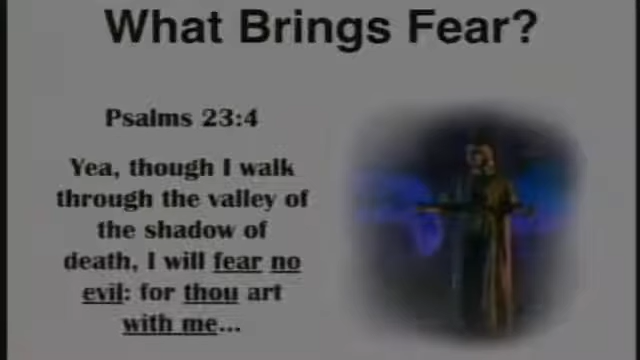 What Brings Fear?
Psalms 23:4
Yea, though I walk
through the valley of
the shadow of
death, I will fear no
evil: for thou art
with me...